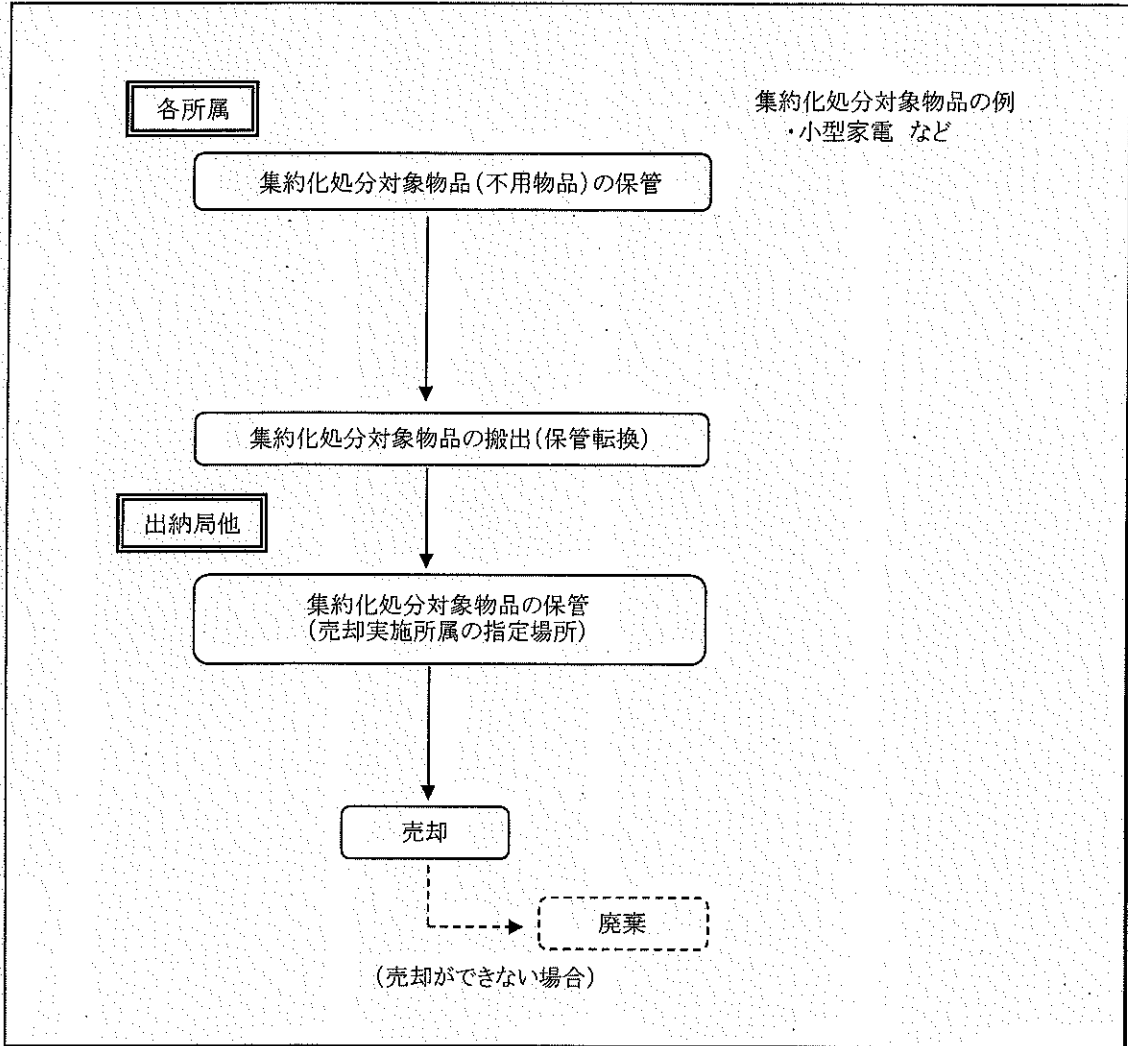 各所属
集約化処分対象物品の例
・小型家電 など
集約化処分対象物品(不用物品)の保管
集約化処分対象物品の搬出(保管転換)
出納局他
集約化処分対象物品の保管
(売却実施所属の指定場所)
売却
廃棄
(売却ができない場合)